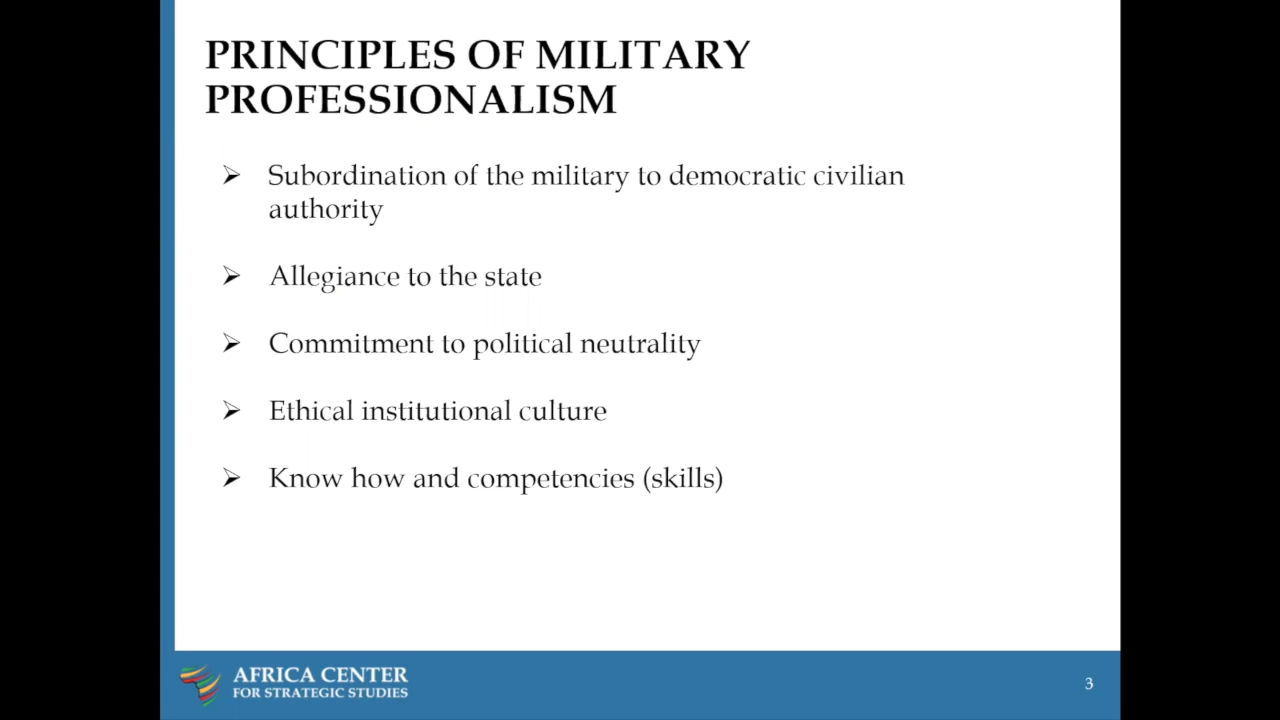 PRINCIPLES OF MILITARY
PROFESSIONALISM
Subordination of the military to democratic civilian
authority
Allegiance to the state
Commitment to political neutrality
Ethical institutional culture
Know how and competencies (skills)
AFRICA CENTER
FOR STRATEGIC STUDIES
3